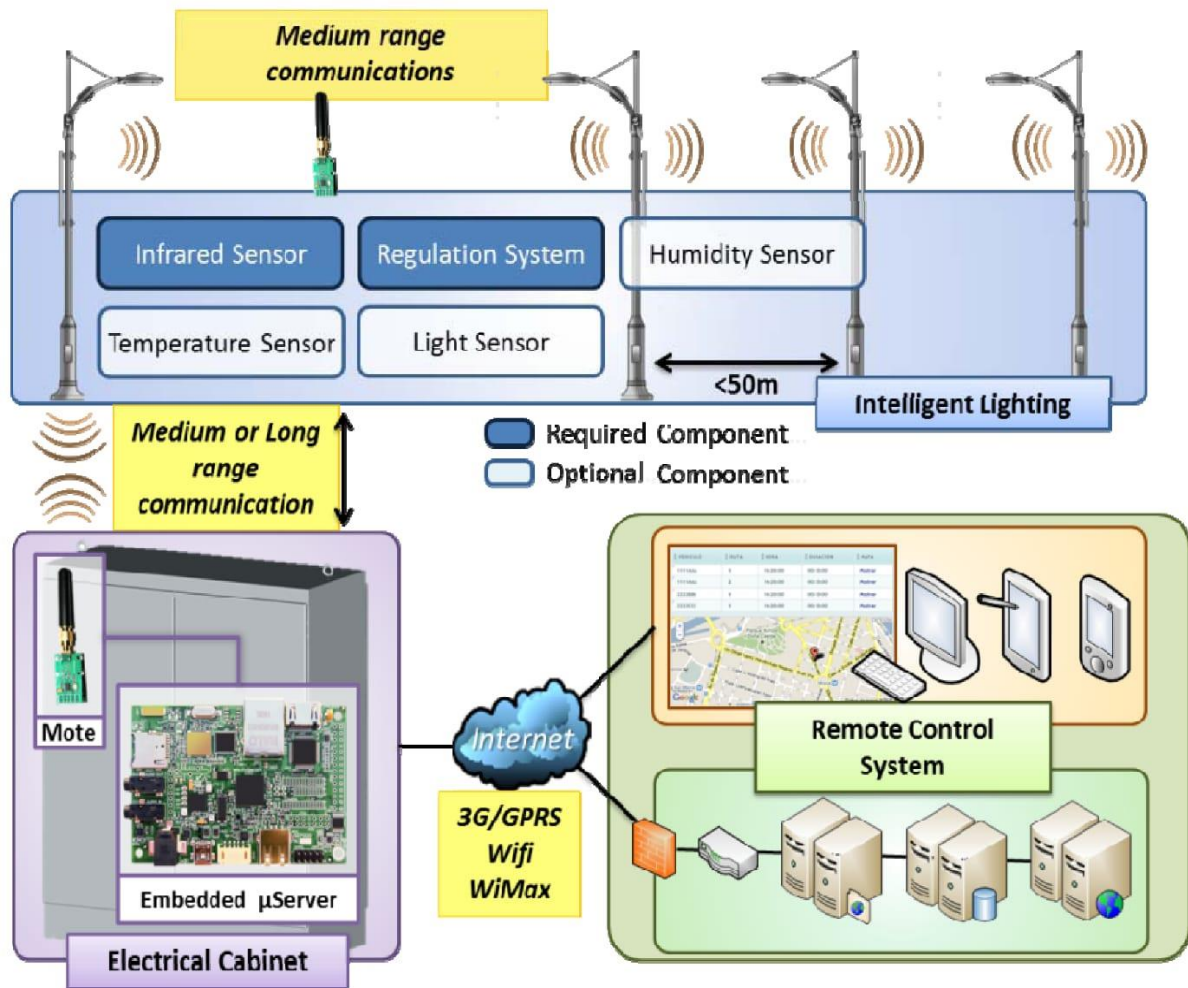 Medium range
communications
Infrared Sensor
Regulation System
Humidity Sensor
Temperature Sensor
Light Sensor
<50m
Intelligent Lighting
Medium or Long
range
communication
Required Component
Optional Component
Mote
Embedded µServer
Electrical Cabinet
Internet
3G/GPRS
Wifi
WiMax
Remote Control
System